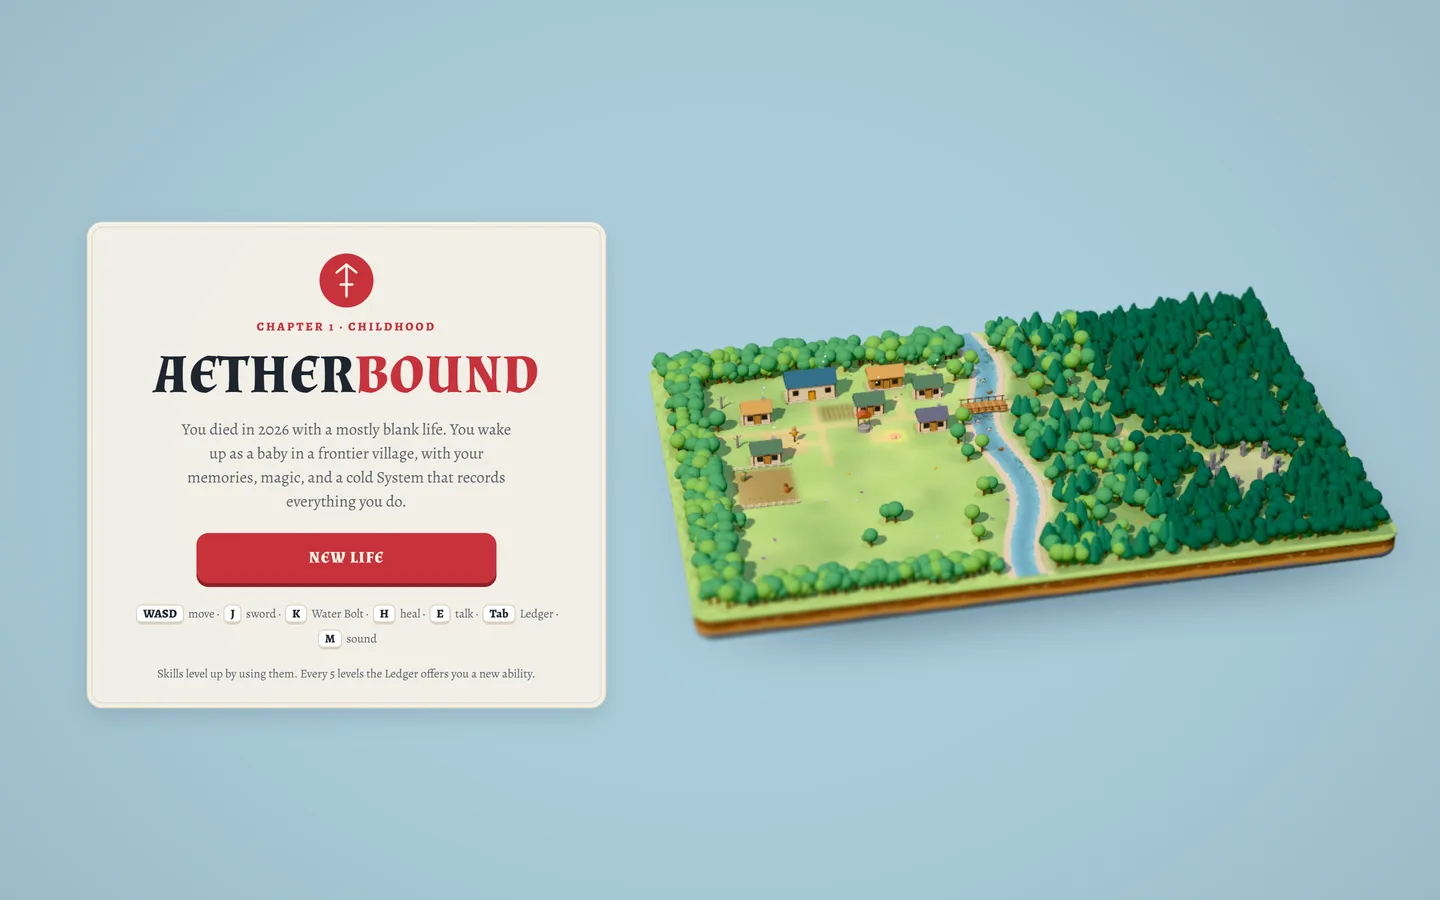 CHAPTER 1 · CHILDHOOD
AETHERBOUND
You died in 2026 with a mostly blank life. You wake
up as a baby in a frontier village, with your
memories, magic, and a cold System that records
everything you do.
NEW LIFE
WASD move · J sword · K Water Bolt · H heal · E talk · Tab Ledger ·
M sound
Skills level up by using them. Every 5 levels the Ledger offers you a new ability.